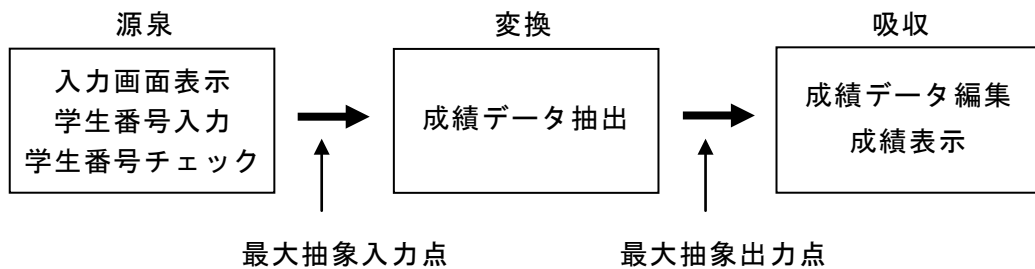 源泉
変換
吸収
入力画面表示
学生番号入力
学生番号チェック
成績データ抽出
成績データ編集
成績表示
最大抽象入力点
最大抽象出力点